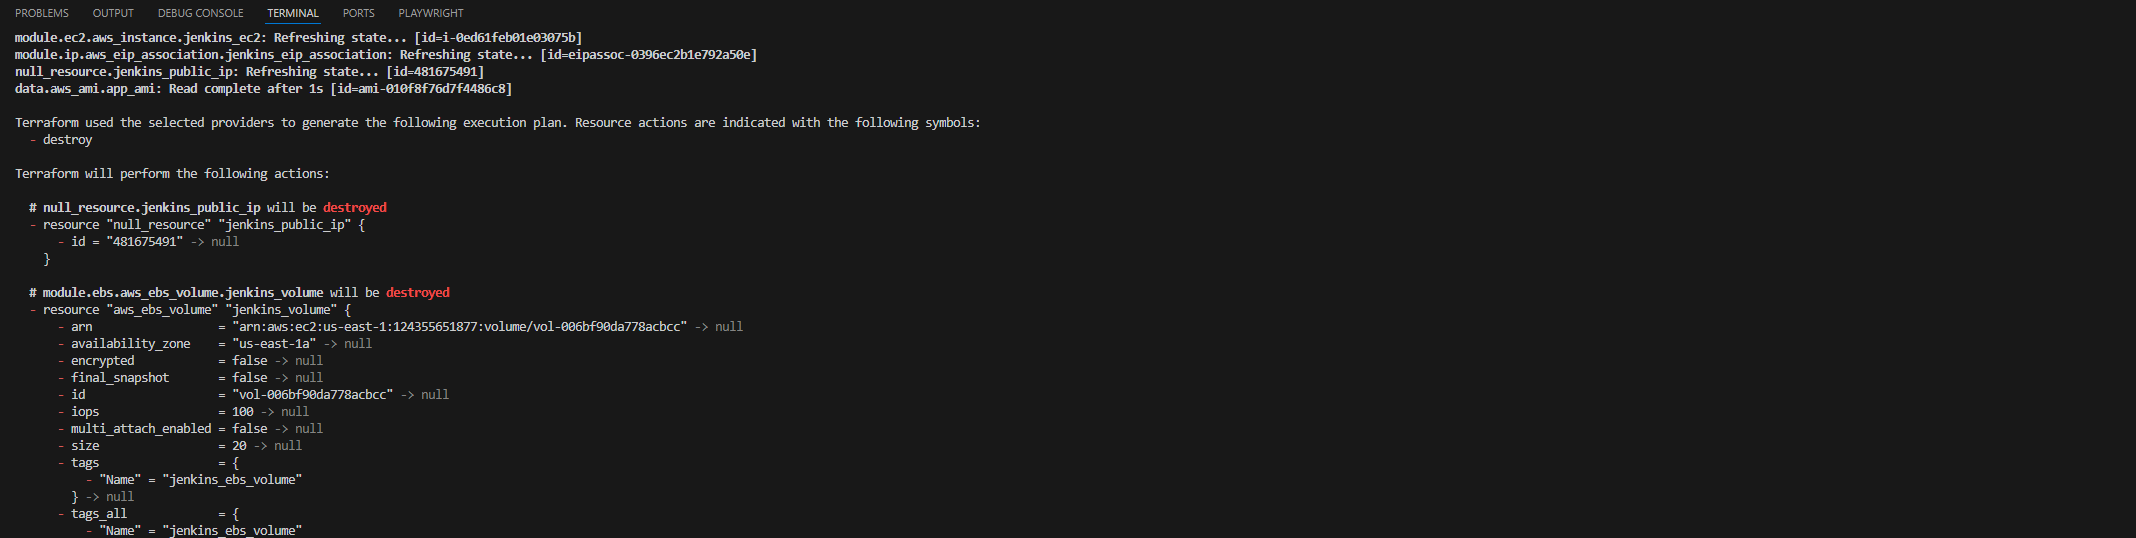 PROBLEMS OUTPUT DEBUG CONSOLE TERMINAL PORTS PLAYWRIGHT
module.ec2.aws_instance.jenkins_ec2: Refreshing state... [id=i-0ed61feb01e03075b]
module.ip.aws_eip_association.jenkins_eip_association: Refreshing state... [id=eipassoc-0396ec2b1e792a50e]
null_resource.jenkins_public_ip: Refreshing state... [id=481675491]
data.aws_ami.app_ami: Read complete after 1s [id=ami-010f8f76d7f4486c8]
Terraform used the selected providers to generate the following execution plan. Resource actions are indicated with the following symbols:
  - destroy
Terraform will perform the following actions:
  # null_resource.jenkins_public_ip will be destroyed
  - resource "null_resource" "jenkins_public_ip" {
      - id = "481675491" -> null
    }
  # module.ebs.aws_ebs_volume.jenkins_volume will be destroyed
  - resource "aws_ebs_volume" "jenkins_volume" {
      - arn                  = "arn:aws:ec2:us-east-1:124355651877:volume/vol-006bf90da778acbcc" -> null
      - availability_zone    = "us-east-1a" -> null
      - encrypted            = false -> null
      - final_snapshot       = false -> null
      - id                   = "vol-006bf90da778acbcc" -> null
      - iops                 = 100 -> null
      - multi_attach_enabled = false -> null
      - size                 = 20 -> null
      - tags                 = {
          - "Name" = "jenkins_ebs_volume"
        } -> null
      - tags_all             = {
          - "Name" = "jenkins_ebs_volume"